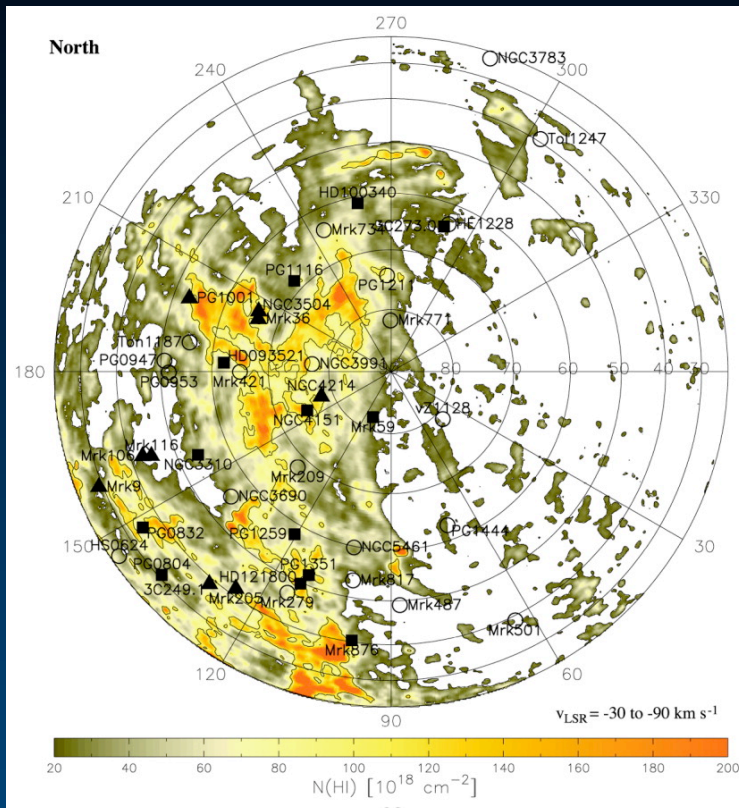 North
270
240
NGC3783
300
Tol1247
210
HD100340
330
Mrk734
3C273.0
HE1228
PG1116
PG1211
PG1001
NGC3504
Mrk36
Mrk771
Ton1187
PG0947
HD093521
NGC3991
180
PG0953
Mrk421
80 70 60 50 40 30 20
NGC4214
NGC4151
Mrk59
vZ1128
Mrk116
Mrk106
NGC3310
Mrk209
Mrk9
NGC3690
PG0832
PG1259
PG1444
150
HS0624
NGC5461
30
PG0804
PG1351
HD121800
Mrk817
3C249.1
Mrk205
Mrk279
Mrk487
Mrk501
Mrk876
120
60
90
vLSR = -30 to -90 km s-1
20 40 60 80 100 120 140 160 180 200
N(HI) [10^18 cm^-2]